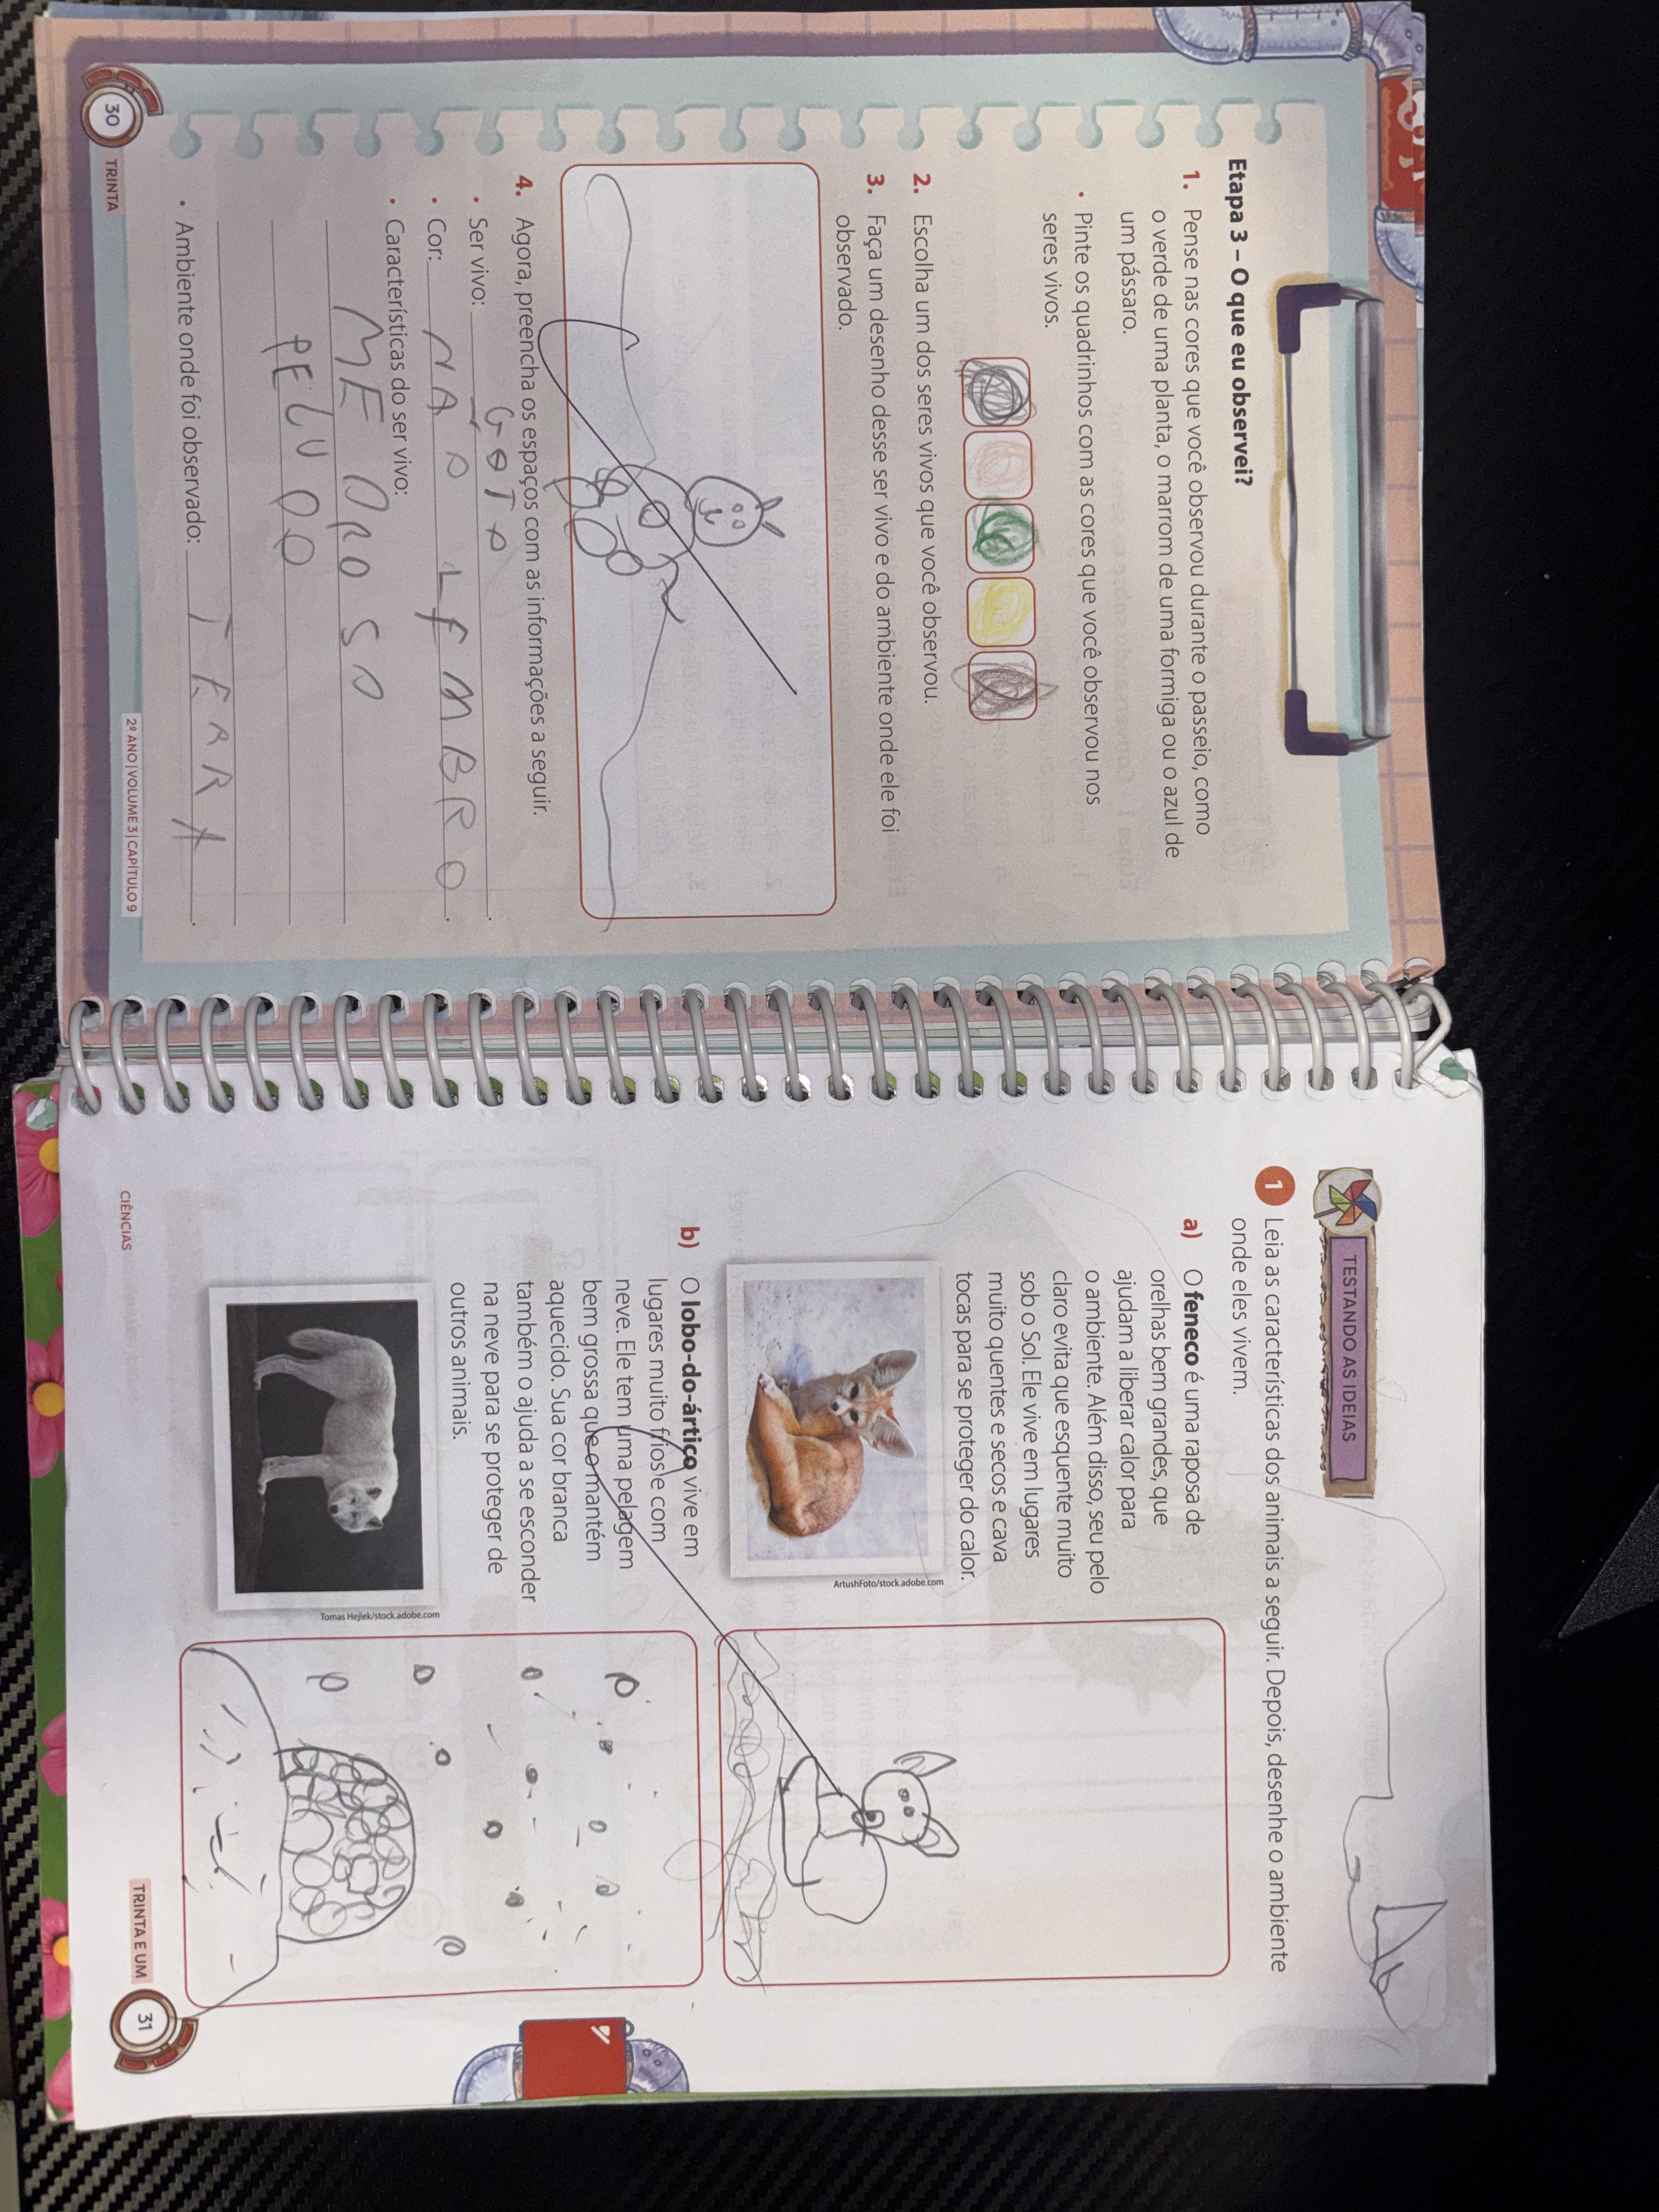 Etapa 3 – O que eu observei?
1. Pense nas cores que você observou durante o passeio, como
o verde de uma planta, o marrom de uma formiga ou o azul de
um pássaro.
• Pinte os quadrinhos com as cores que você observou nos
seres vivos.
2. Escolha um dos seres vivos que você observou.
3. Faça um desenho desse ser vivo e do ambiente onde ele foi
observado.
4. Agora, preencha os espaços com as informações a seguir.
• Ser vivo: GOTO.
• Cor: NAO LEMBRO.
• Características do ser vivo:
MEDROSO
PELUDO
• Ambiente onde foi observado: TERRA.
30 TRINTA
2º ANO | VOLUME 3 | CAPÍTULO 9
TESTANDO AS IDEIAS
1 Leia as características dos animais a seguir. Depois, desenhe o ambiente
onde eles vivem.
a) O feneco é uma raposa de
orelhas bem grandes, que
ajudam a liberar calor para
o ambiente. Além disso, seu pelo
claro evita que esquente muito
sob o Sol. Ele vive em lugares
muito quentes e secos e cava
tocas para se proteger do calor.
ArtushFoto/stock.adobe.com
b) O lobo-do-ártico vive em
lugares muito frios e com
neve. Ele tem uma pelagem
bem grossa que o mantém
aquecido. Sua cor branca
também o ajuda a se esconder
na neve para se proteger de
outros animais.
Tomas Hejlek/stock.adobe.com
CIÊNCIAS
TRINTA E UM 31